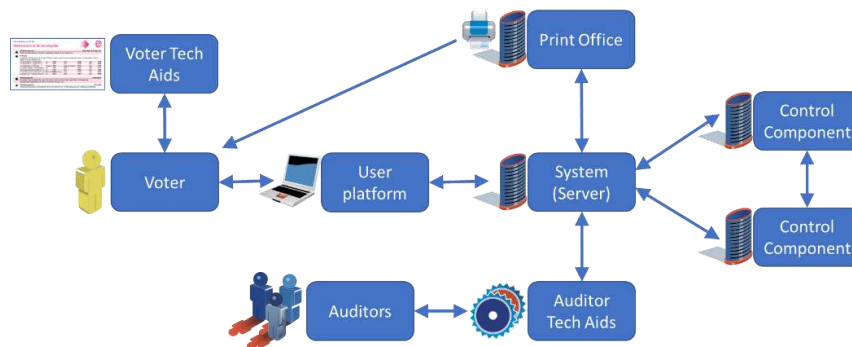 Voter Tech
Aids
Print Office
Control
Component
Voter
User
platform
System
(Server)
Control
Component
Auditors
Auditor
Tech Aids